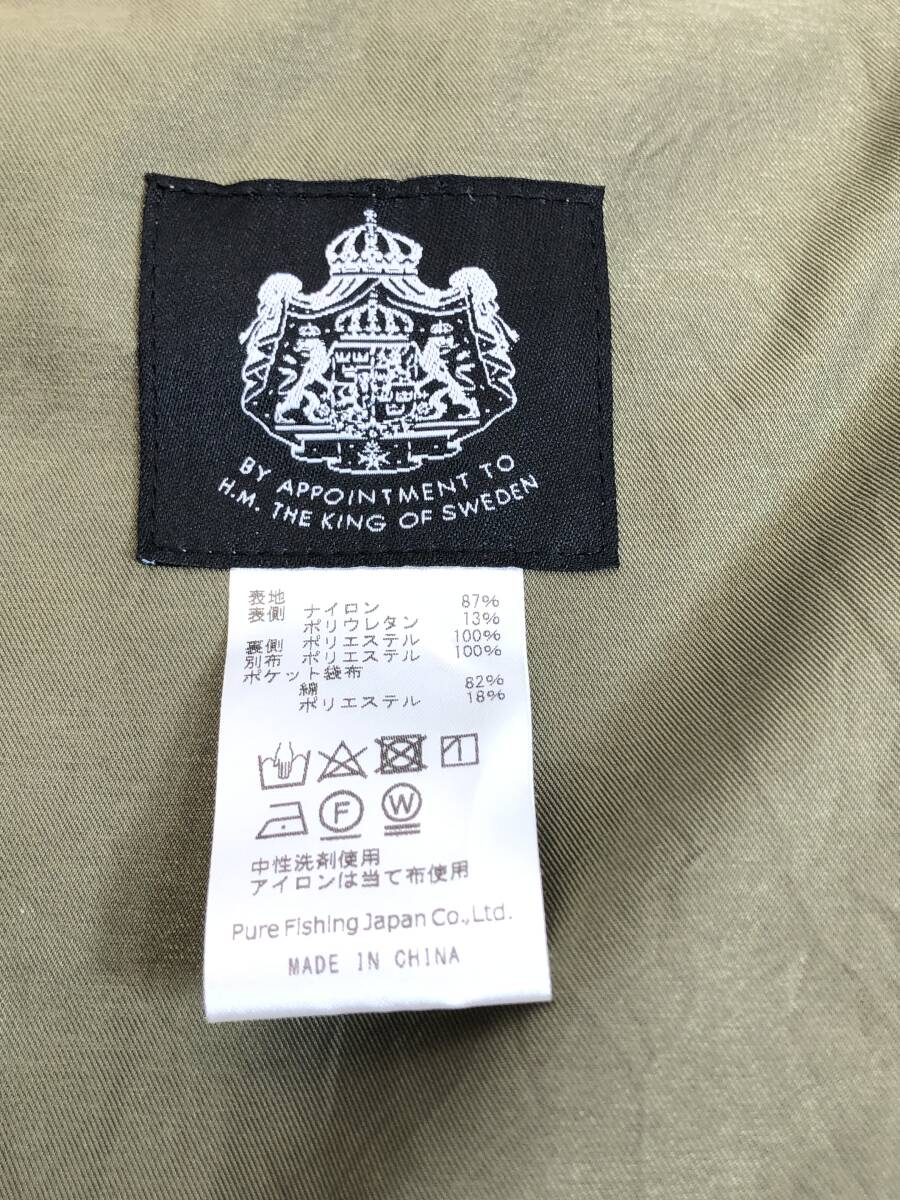 BY APPOINTMENT TO
H.M. THE KING OF SWEDEN
表地
表側 ナイロン 87%
ポリウレタン 13%
裏側 ポリエステル 100%
別布 ポリエステル 100%
ポケット袋布
綿 82%
ポリエステル 18%
1
F W
中性洗剤使用
アイロンは当て布使用
Pure Fishing Japan Co.,Ltd.
MADE IN CHINA